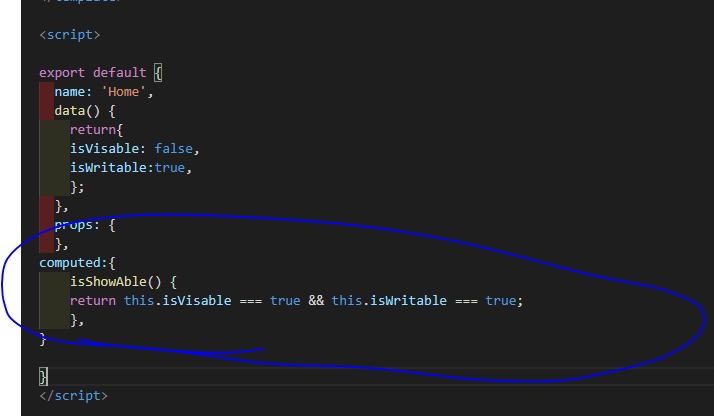 <script>
export default {
name: 'Home',
data() {
return{
isVisable: false,
isWritable:true,
};
},
props: {
},
computed:{
isShowAble() {
return this.isVisable === true && this.isWritable === true;
},
}
}
</script>